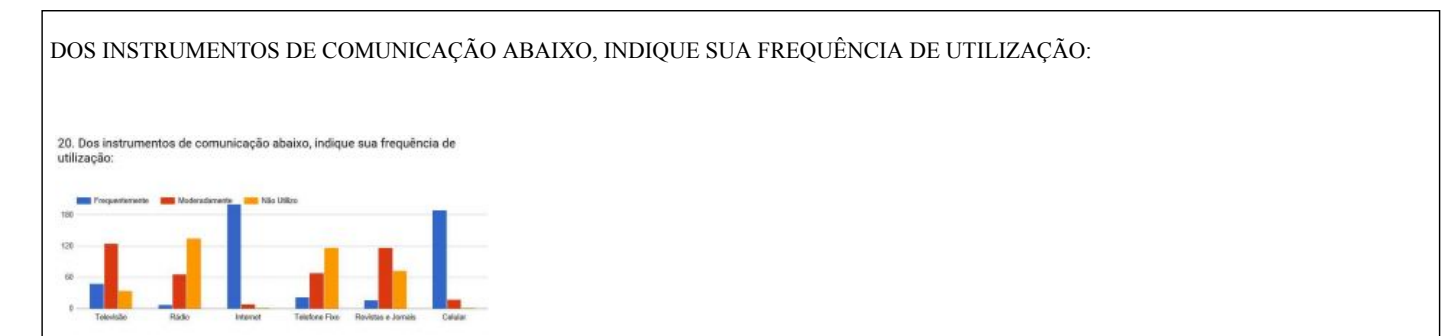 DOS INSTRUMENTOS DE COMUNICAÇÃO ABAIXO, INDIQUE SUA FREQUÊNCIA DE UTILIZAÇÃO:
20. Dos instrumentos de comunicação abaixo, indique sua frequência de
utilização:
Frequentemente Moderadamente Não Utilizo
180
120
60
0
Televisão Rádio Internet Telefone Fixo Revistas e Jornais Celular